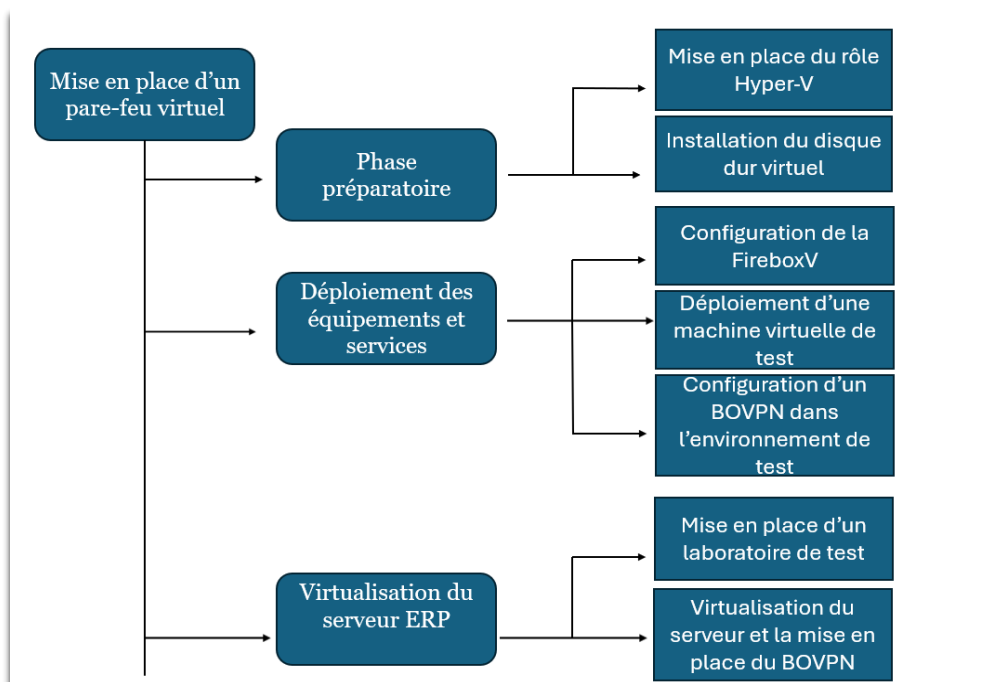 Mise en place d’un
pare-feu virtuel
Phase
préparatoire
Mise en place du rôle
Hyper-V
Installation du disque
dur virtuel
Déploiement des
équipements et
services
Configuration de la
FireboxV
Déploiement d’une
machine virtuelle de
test
Configuration d’un
BOVPN dans
l’environnement de
test
Virtualisation du
serveur ERP
Mise en place d’un
laboratoire de test
Virtualisation du
serveur et la mise en
place du BOVPN